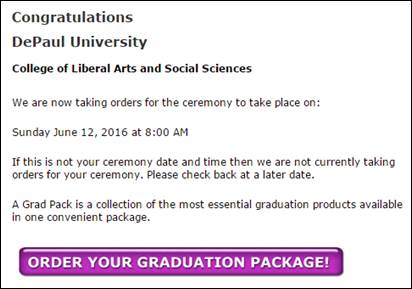 Congratulations
DePaul University
College of Liberal Arts and Social Sciences
We are now taking orders for the ceremony to take place on:
Sunday June 12, 2016 at 8:00 AM
If this is not your ceremony date and time then we are not currently taking
orders for your ceremony. Please check back at a later date.
A Grad Pack is a collection of the most essential graduation products available
in one convenient package.
ORDER YOUR GRADUATION PACKAGE!